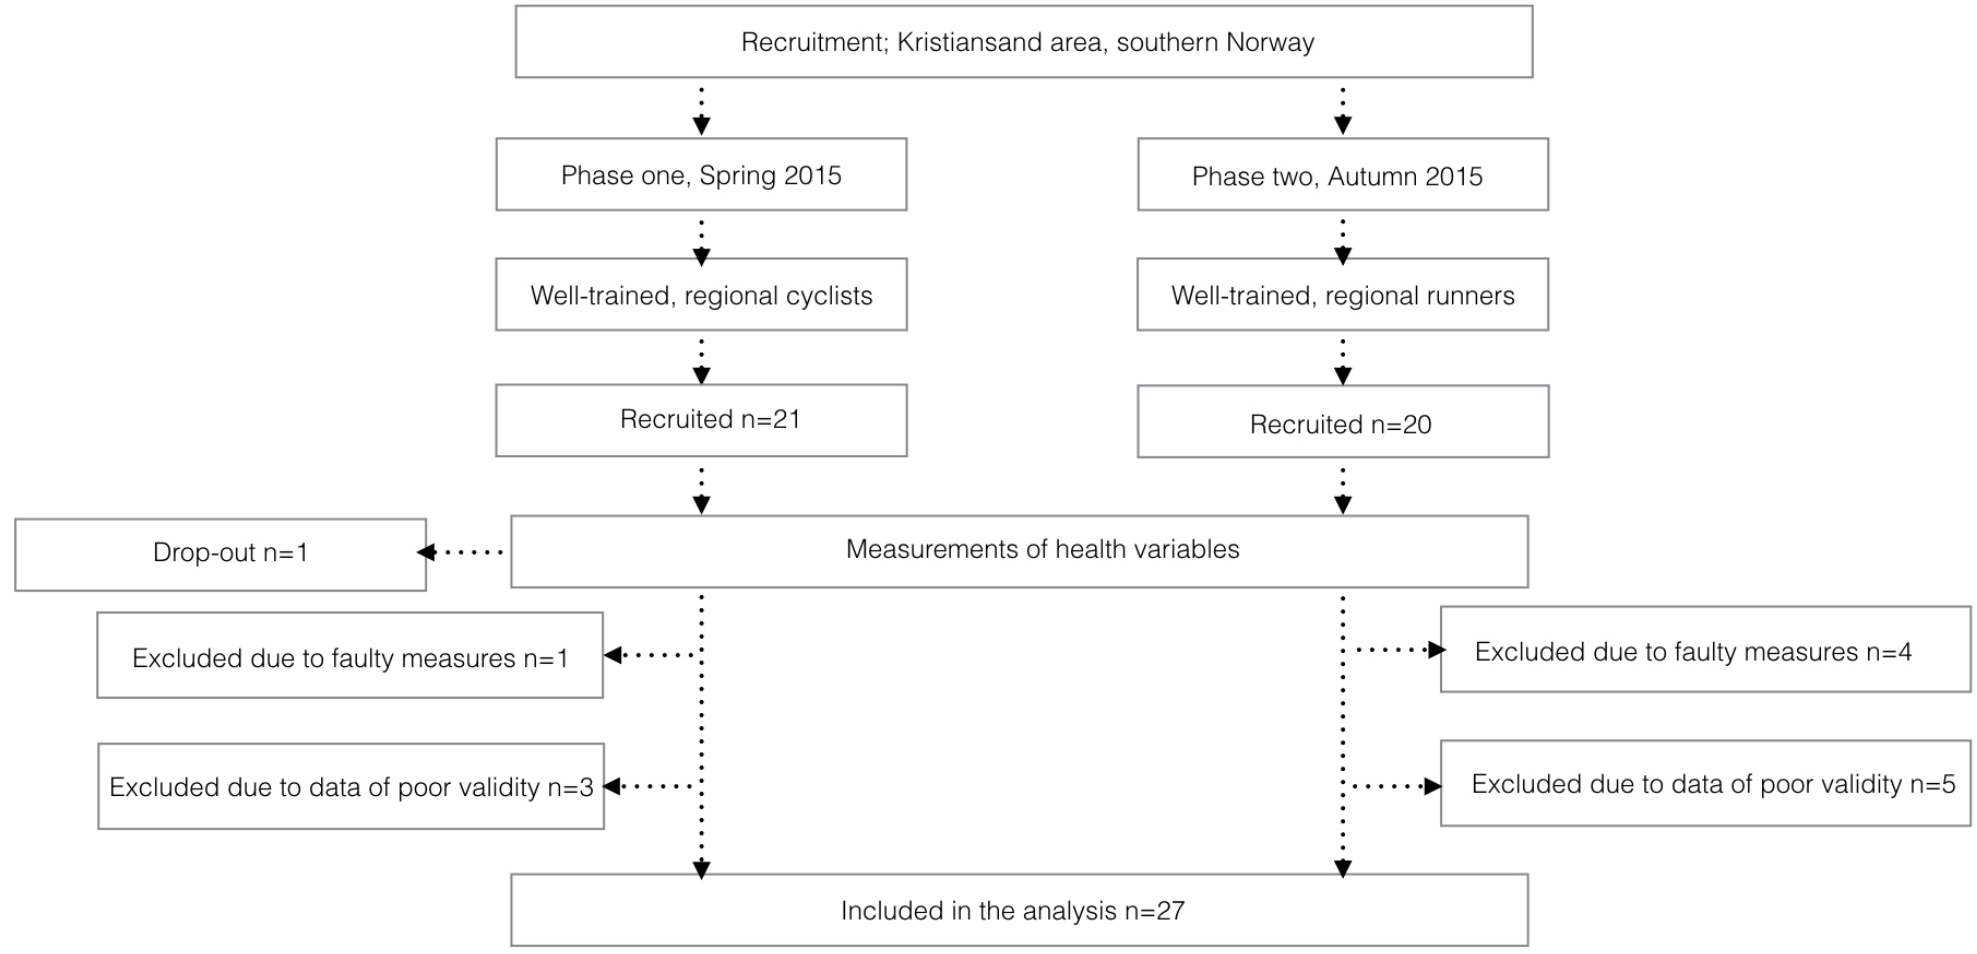 Recruitment; Kristiansand area, southern Norway
Phase one, Spring 2015
Phase two, Autumn 2015
Well-trained, regional cyclists
Well-trained, regional runners
Recruited n=21
Recruited n=20
Drop-out n=1
Measurements of health variables
Excluded due to faulty measures n=1
Excluded due to faulty measures n=4
Excluded due to data of poor validity n=3
Excluded due to data of poor validity n=5
Included in the analysis n=27